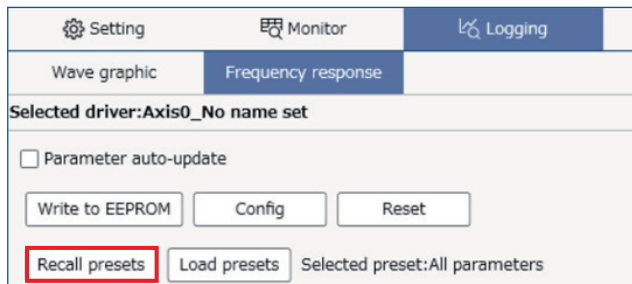 Setting Monitor Logging
Wave graphic Frequency response
Selected driver:Axis0_No name set
Parameter auto-update
Write to EEPROM Config Reset
Recall presets Load presets Selected preset:All parameters